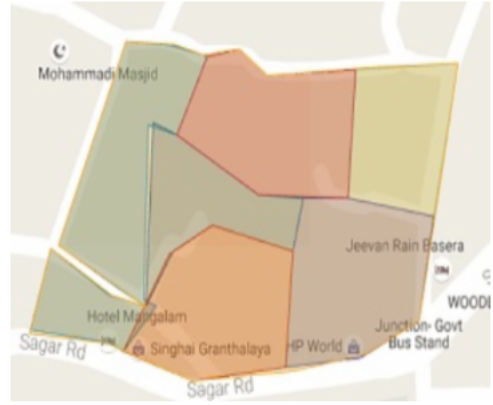 Mohammadi Masjid
Jeevan Rain Basera
WOODL
Hotel Mangalam
Junction- Govt
Bus Stand
Sagar Rd
Singhai Granthalaya
HP World
Sagar Rd